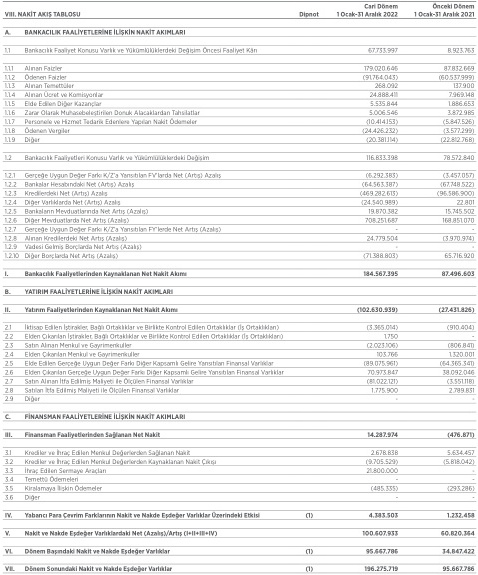 Cari Dönem Önceki Dönem
VIII. NAKİT AKIŞ TABLOSU Dipnot 1 Ocak-31 Aralık 2022 1 Ocak-31 Aralık 2021
A. BANKACILIK FAALİYETLERİNE İLİŞKİN NAKİT AKIMLARI
1.1 Bankacılık Faaliyet Konusu Varlık ve Yükümlülüklerdeki Değişim Öncesi Faaliyet Kârı 67.733.997 8.923.763
1.1.1 Alınan Faizler 179.020.646 87.832.669
1.1.2 Ödenen Faizler (91.764.043) (60.537.999)
1.1.3 Alınan Temettüler 268.092 137.900
1.1.4 Alınan Ücret ve Komisyonlar 24.888.411 7.969.148
1.1.5 Elde Edilen Diğer Kazançlar 5.535.844 1.886.653
1.1.6 Zarar Olarak Muhasebeleştirilen Donuk Alacaklardan Tahsilatlar 5.006.546 3.872.985
1.1.7 Personele ve Hizmet Tedarik Edenlere Yapılan Nakit Ödemeler (10.414.153) (5.847.526)
1.1.8 Ödenen Vergiler (24.426.232) (3.577.299)
1.1.9 Diğer (20.381.114) (22.812.768)
1.2 Bankacılık Faaliyetleri Konusu Varlık ve Yükümlülüklerdeki Değişim 116.833.398 78.572.840
1.2.1 Gerçeğe Uygun Değer Farkı K/Z'a Yansıtılan FV'larda Net (Artış) Azalış (6.292.383) (3.457.057)
1.2.2 Bankalar Hesabındaki Net (Artış) Azalış (64.563.387) (67.748.522)
1.2.3 Kredilerdeki Net (Artış) Azalış (469.282.613) (96.586.900)
1.2.4 Diğer Varlıklarda Net (Artış) Azalış (24.540.989) 22.801
1.2.5 Bankaların Mevduatlarında Net Artış (Azalış) 19.870.382 15.745.502
1.2.6 Diğer Mevduatlarda Net Artış (Azalış) 708.251.687 168.851.070
1.2.7 Gerçeğe Uygun Değer Farkı K/Z'a Yansıtılan FY'lerde Net Artış (Azalış) - -
1.2.8 Alınan Kredilerdeki Net Artış (Azalış) 24.779.504 (3.970.974)
1.2.9 Vadesi Gelmiş Borçlarda Net Artış (Azalış) - -
1.2.10 Diğer Borçlarda Net Artış (Azalış) (71.388.803) 65.716.920
I. Bankacılık Faaliyetlerinden Kaynaklanan Net Nakit Akımı 184.567.395 87.496.603
B. YATIRIM FAALİYETLERİNE İLİŞKİN NAKİT AKIMLARI
II. Yatırım Faaliyetlerinden Kaynaklanan Net Nakit Akımı (102.630.939) (27.431.826)
2.1 İktisap Edilen İştirakler, Bağlı Ortaklıklar ve Birlikte Kontrol Edilen Ortaklıklar (İş Ortaklıkları) (3.365.014) (910.404)
2.2 Elden Çıkarılan İştirakler, Bağlı Ortaklıklar ve Birlikte Kontrol Edilen Ortaklıklar (İş Ortaklıkları) 1.750 -
2.3 Satın Alınan Menkul ve Gayrimenkuller (2.023.106) (806.841)
2.4 Elden Çıkarılan Menkul ve Gayrimenkuller 103.766 1.320.001
2.5 Elde Edilen Gerçeğe Uygun Değer Farkı Diğer Kapsamlı Gelire Yansıtılan Finansal Varlıklar (89.075.961) (64.365.341)
2.6 Elden Çıkarılan Gerçeğe Uygun Değer Farkı Diğer Kapsamlı Gelire Yansıtılan Finansal Varlıklar 70.973.847 38.092.046
2.7 Satın Alınan İtfa Edilmiş Maliyeti ile Ölçülen Finansal Varlıklar (81.022.121) (3.551.118)
2.8 Satılan İtfa Edilmiş Maliyeti ile Ölçülen Finansal Varlıklar 1.775.900 2.789.831
2.9 Diğer - -
C. FİNANSMAN FAALİYETLERİNE İLİŞKİN NAKİT AKIMLARI
III. Finansman Faaliyetlerinden Sağlanan Net Nakit 14.287.974 (476.871)
3.1 Krediler ve İhraç Edilen Menkul Değerlerden Sağlanan Nakit 2.678.838 5.634.457
3.2 Krediler ve İhraç Edilen Menkul Değerlerden Kaynaklanan Nakit Çıkışı (9.705.529) (5.818.042)
3.3 İhraç Edilen Sermaye Araçları 21.800.000 -
3.4 Temettü Ödemeleri - -
3.5 Kiralamaya İlişkin Ödemeler (485.335) (293.286)
3.6 Diğer - -
IV. Yabancı Para Çevrim Farklarının Nakit ve Nakde Eşdeğer Varlıklar Üzerindeki Etkisi (1) 4.383.503 1.232.458
V. Nakit ve Nakde Eşdeğer Varlıklardaki Net (Azalış)/Artış (I+II+III+IV) 100.607.933 60.820.364
VI. Dönem Başındaki Nakit ve Nakde Eşdeğer Varlıklar (1) 95.667.786 34.847.422
VII. Dönem Sonundaki Nakit ve Nakde Eşdeğer Varlıklar (1) 196.275.719 95.667.786